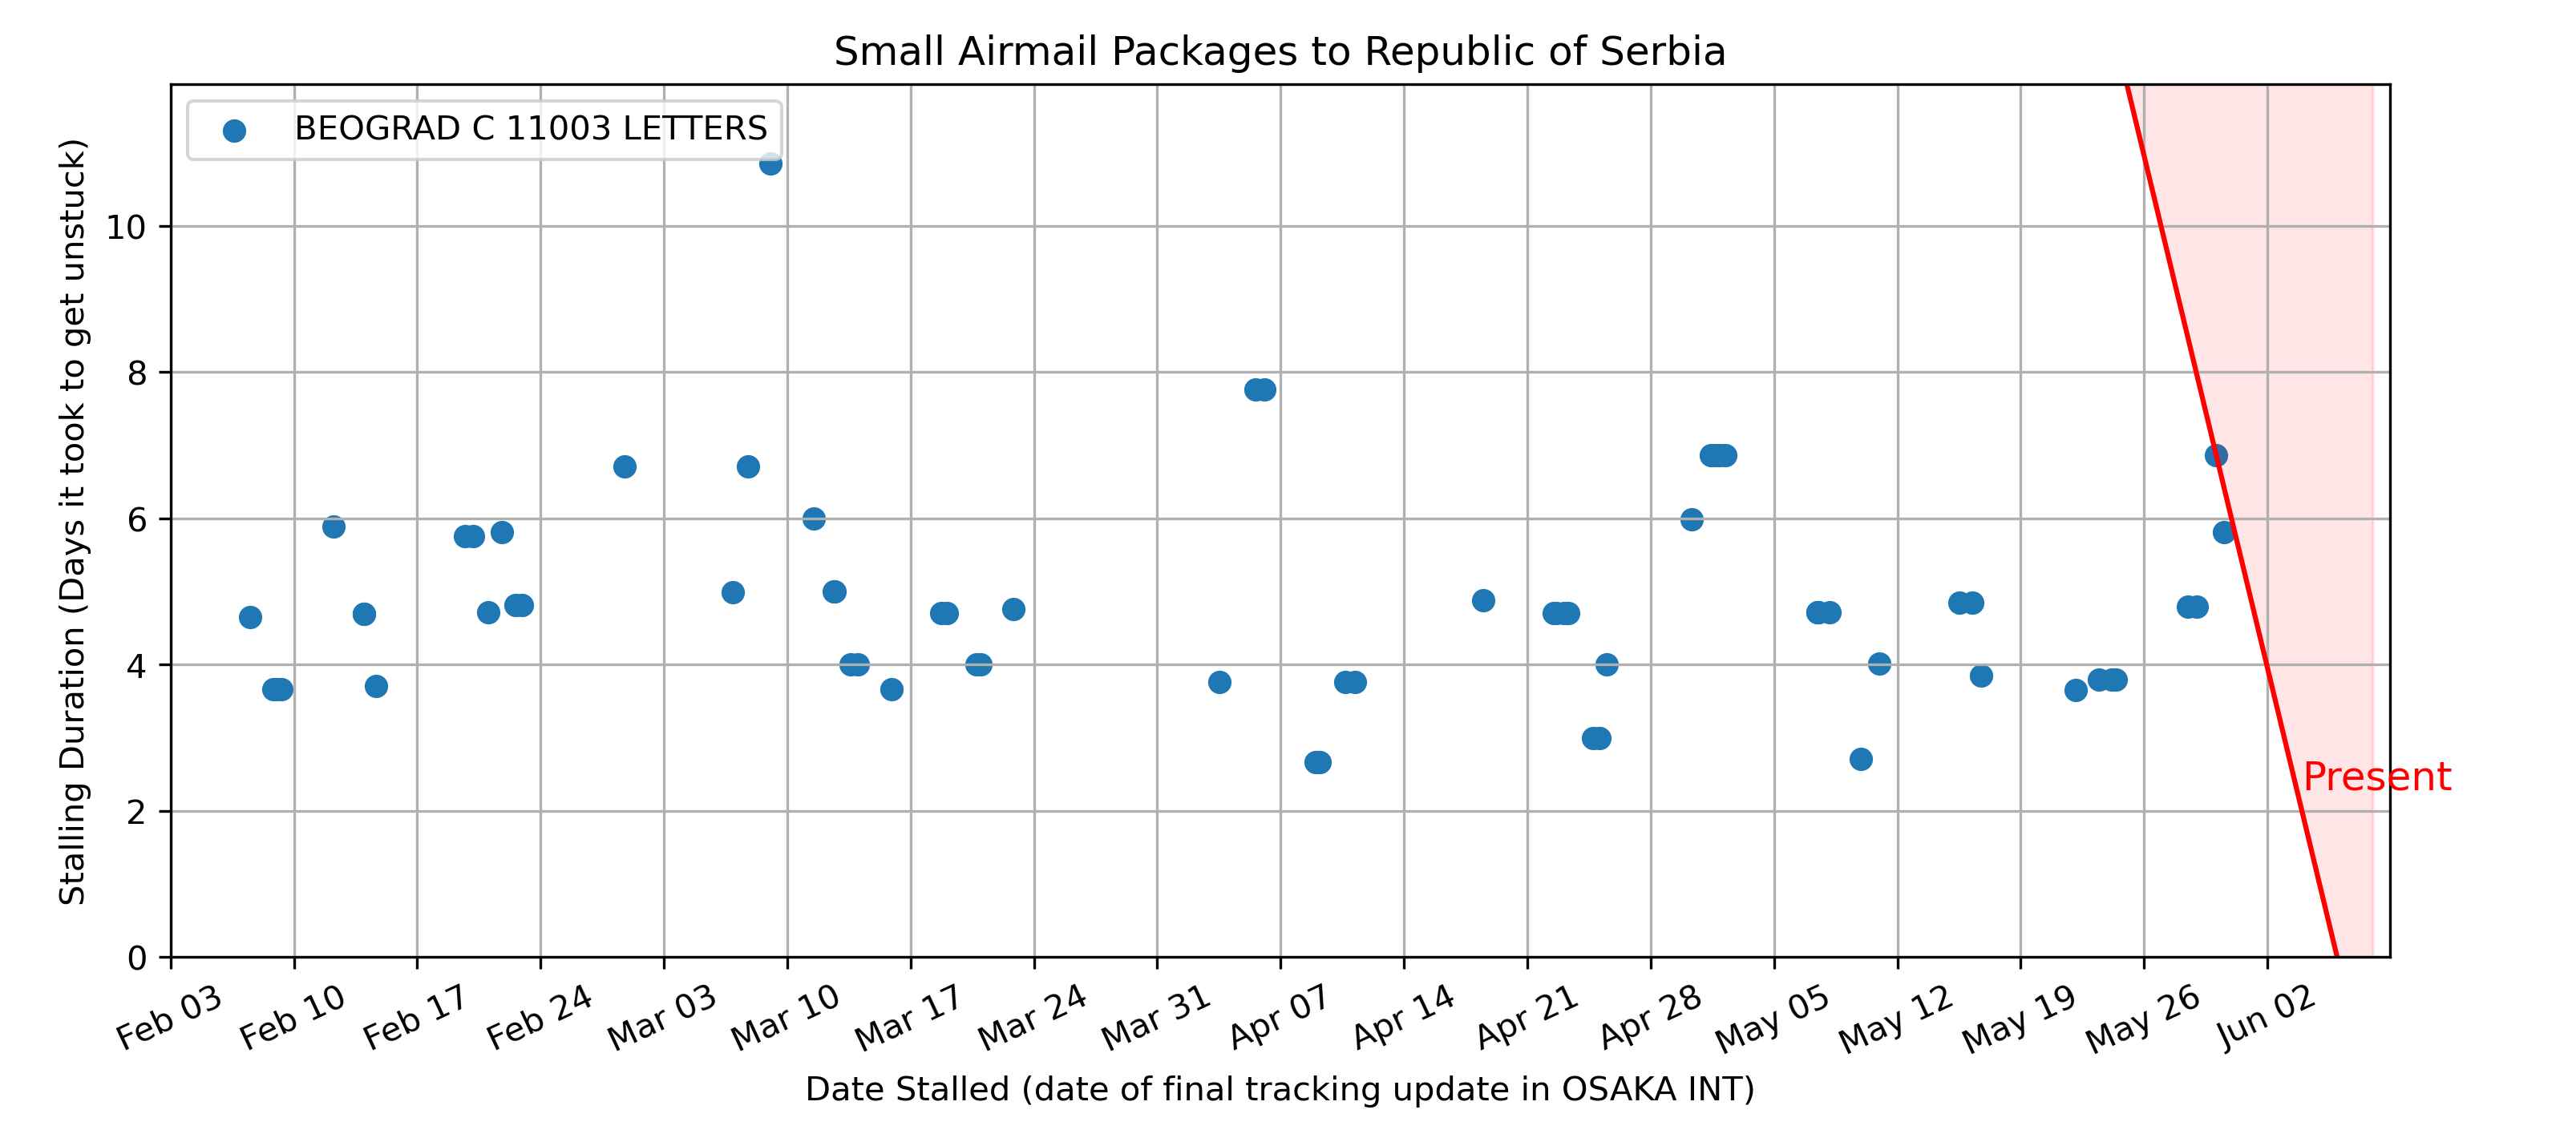 Small Airmail Packages to Republic of Serbia
BEOGRAD C 11003 LETTERS
Stalling Duration (Days it took to get unstuck)
10
8
6
4
2
0
Present
Feb 03
Feb 10
Feb 17
Feb 24
Mar 03
Mar 10
Mar 17
Mar 24
Mar 31
Apr 07
Apr 14
Apr 21
Apr 28
May 05
May 12
May 19
May 26
Jun 02
Date Stalled (date of final tracking update in OSAKA INT)